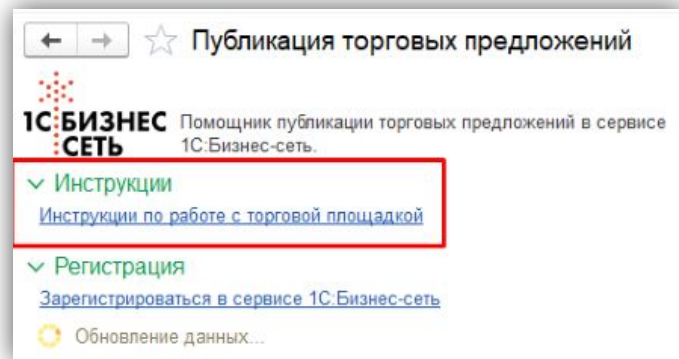 Публикация торговых предложений
1С:БИЗНЕС
СЕТЬ
Помощник публикации торговых предложений в сервисе
1С:Бизнес-сеть.
Инструкции
Инструкции по работе с торговой площадкой
Регистрация
Зарегистрироваться в сервисе 1С:Бизнес-сеть
Обновление данных...